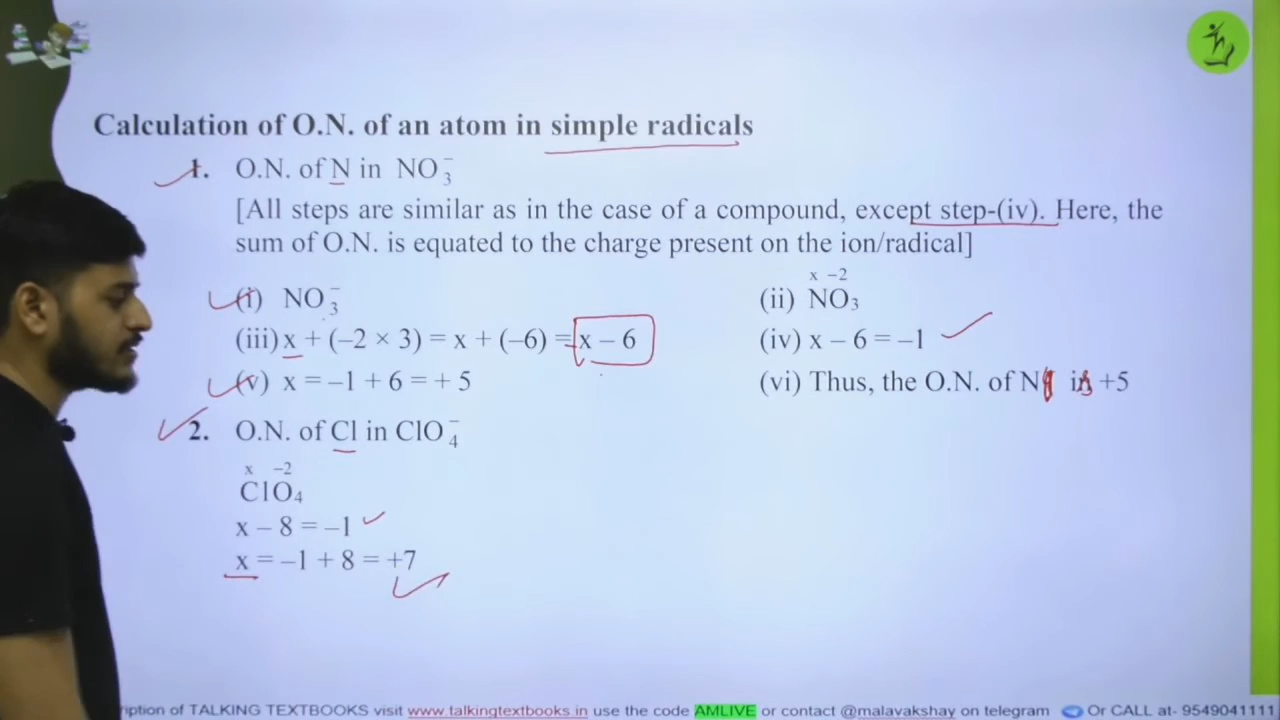 Calculation of O.N. of an atom in simple radicals
1. O.N. of N in NO₃⁻
[All steps are similar as in the case of a compound, except step-(iv). Here, the
sum of O.N. is equated to the charge present on the ion/radical]
(i) NO₃⁻
x –2
(ii) NO₃
(iii) x + (–2 × 3) = x + (–6) = x – 6
(iv) x – 6 = –1
(v) x = –1 + 6 = + 5
(vi) Thus, the O.N. of N is +5
2. O.N. of Cl in ClO₄⁻
x –2
ClO₄
x – 8 = –1
x = –1 + 8 = +7
iption of TALKING TEXTBOOKS visit www.talkingtextbooks.in use the code AMLIVE or contact @malavakshay on telegram Or CALL at- 9549041111